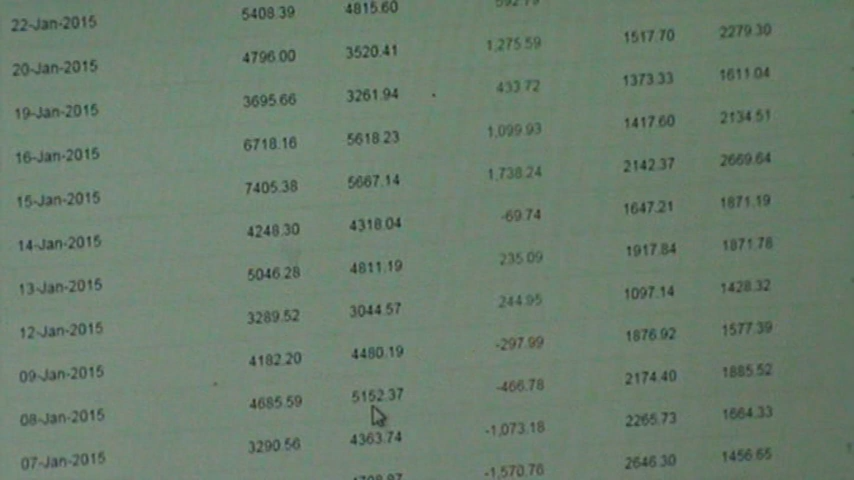 22-Jan-2015 5408.39 4815.60 592.79
20-Jan-2015 4796.00 3520.41 1,275.59 1517.70 2279.30
19-Jan-2015 3695.66 3261.94 433.72 1373.33 1611.04
16-Jan-2015 6718.16 5618.23 1,099.93 1417.60 2134.51
15-Jan-2015 7405.38 5667.14 1,738.24 2142.37 2669.64
14-Jan-2015 4248.30 4318.04 -69.74 1647.21 1871.19
13-Jan-2015 5046.28 4811.19 235.09 1917.84 1871.78
12-Jan-2015 3289.52 3044.57 244.95 1097.14 1428.32
09-Jan-2015 4182.20 4480.19 -297.99 1876.92 1577.39
08-Jan-2015 4685.59 5152.37 -466.78 2174.40 1885.52
07-Jan-2015 3290.56 4363.74 -1,073.18 2265.73 1664.33
-1,570.76 2646.30 1456.65